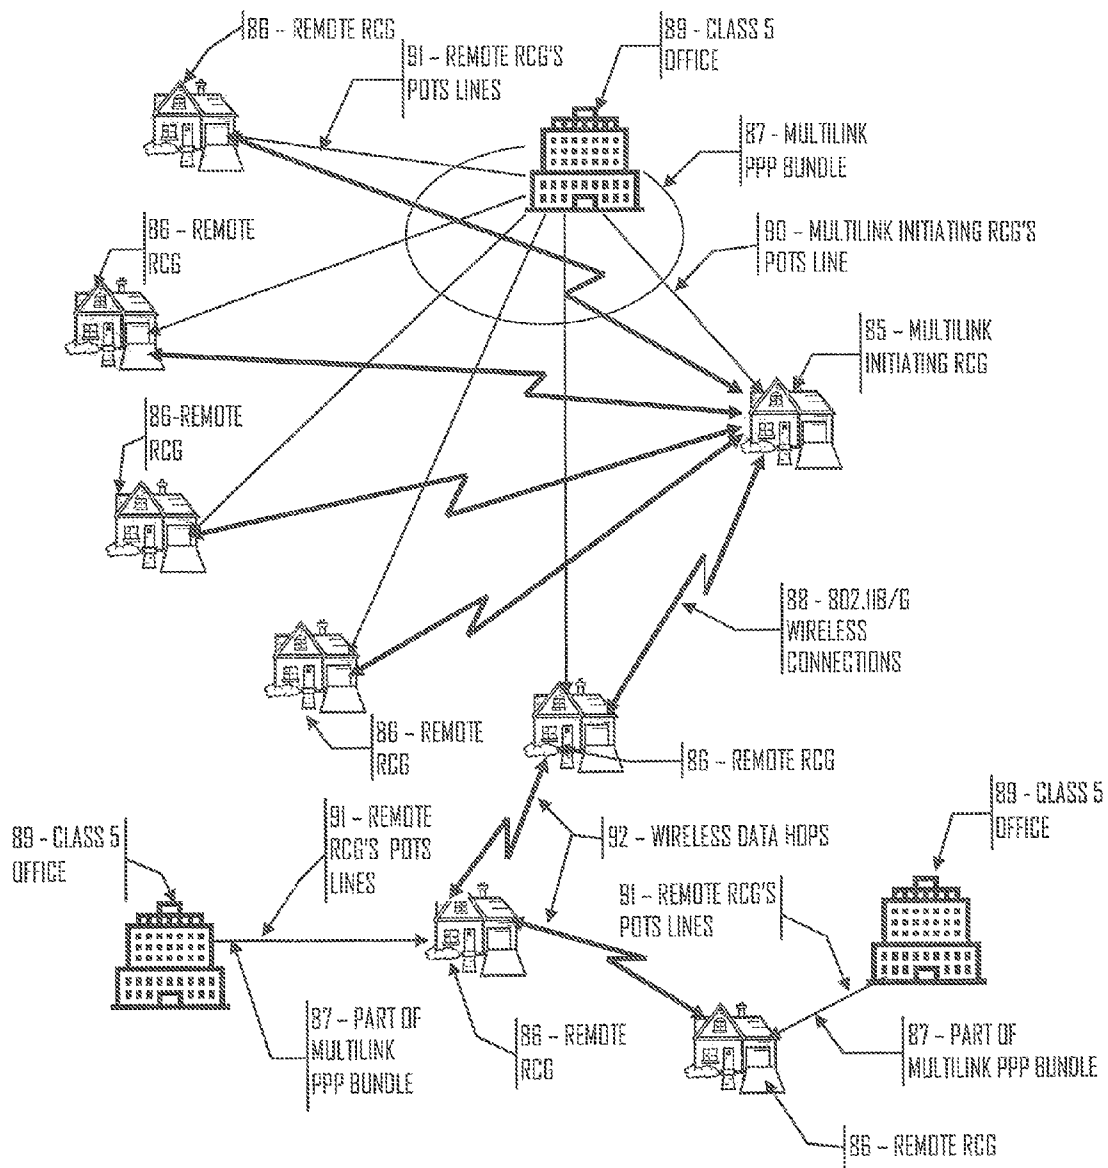 86 - REMOTE RCG
91 - REMOTE RCG'S
POTS LINES
89 - CLASS 5
OFFICE
87 - MULTILINK
PPP BUNDLE
86 - REMOTE
RCG
90 - MULTILINK INITIATING RCG'S
POTS LINE
85 - MULTILINK
INITIATING RCG
86-REMOTE
RCG
88 - 802.11B/G
WIRELESS
CONNECTIONS
86 - REMOTE
RCG
86 - REMOTE RCG
89 - CLASS 5
OFFICE
91 - REMOTE
RCG'S POTS
LINES
92 - WIRELESS DATA HOPS
89 - CLASS 5
OFFICE
91 - REMOTE RCG'S
POTS LINES
87 - PART OF
MULTILINK
PPP BUNDLE
86 - REMOTE
RCG
87 - PART OF
MULTILINK PPP BUNDLE
86 - REMOTE RCG